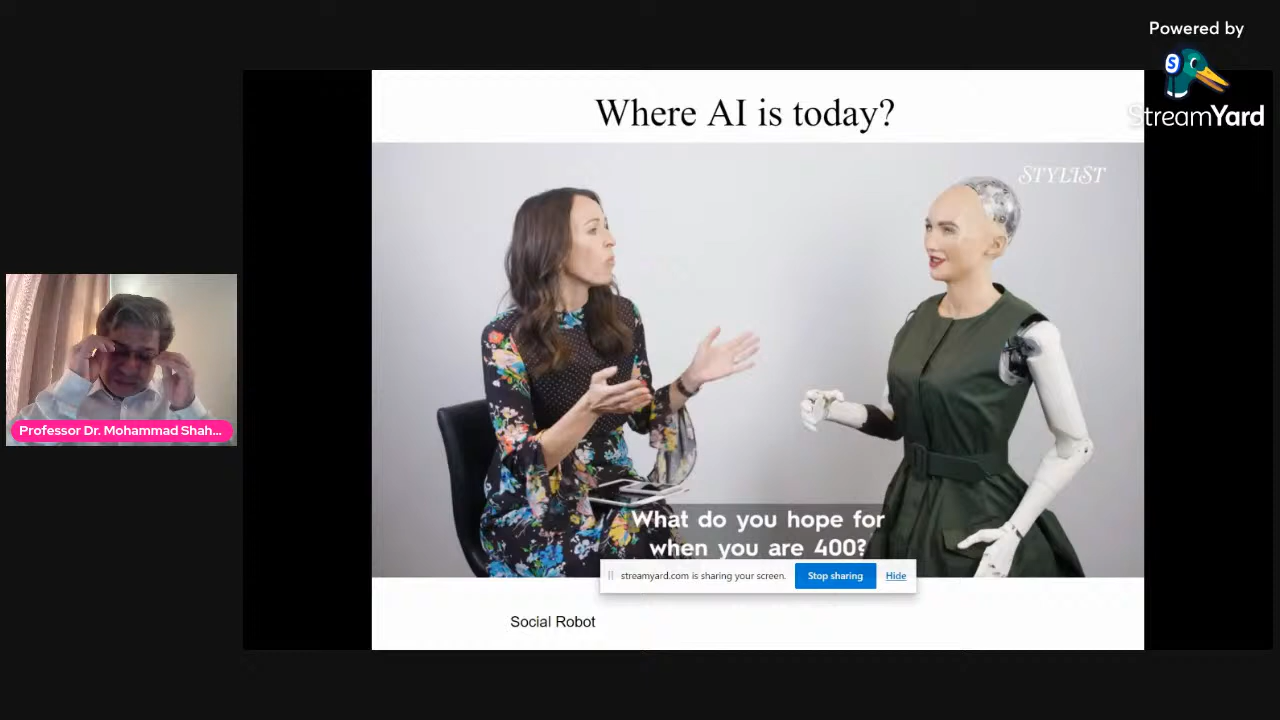 Powered by
StreamYard
Where AI is today?
STYLIST
What do you hope for
when you are 400?
streamyard.com is sharing your screen.
Stop sharing
Hide
Professor Dr. Mohammad Shah...
Social Robot